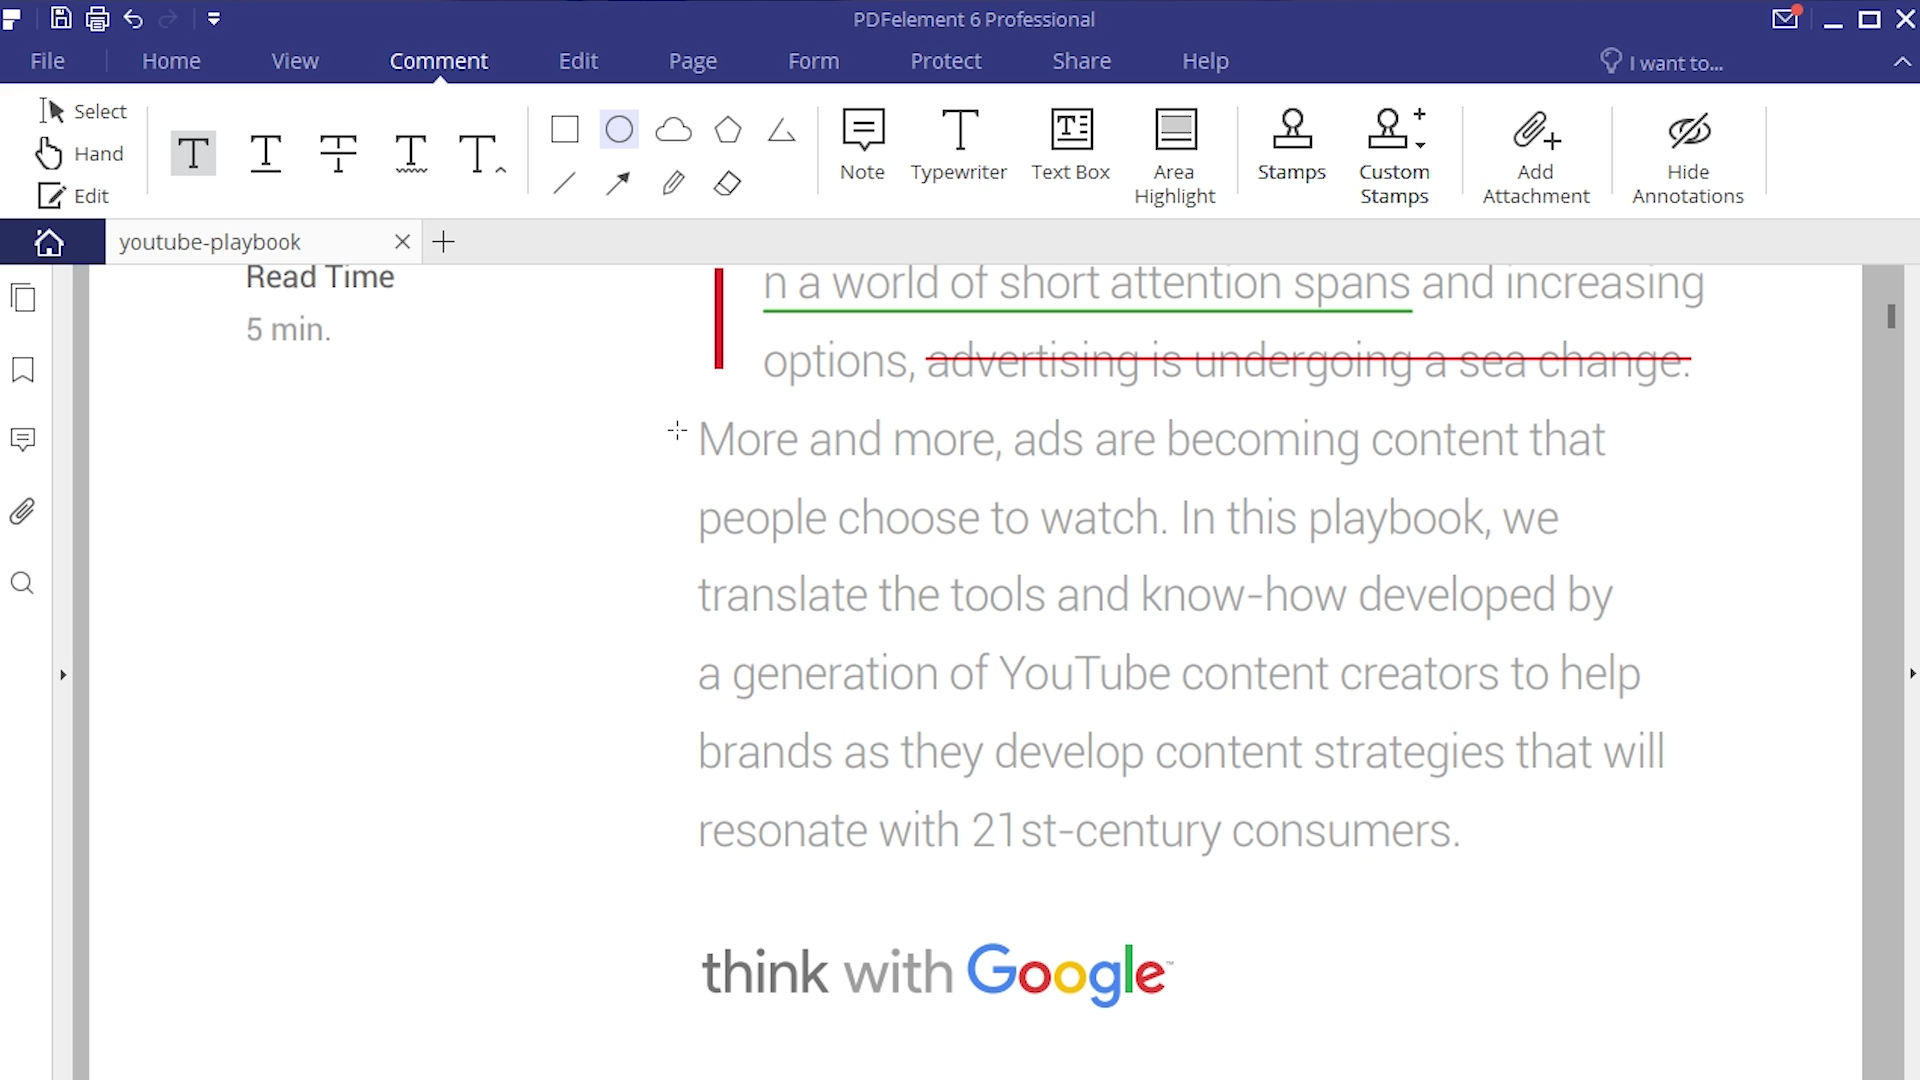 PDFelement 6 Professional
File Home View Comment Edit Page Form Protect Share Help I want to...
Select
Hand
Edit
T T T T T
Note Typewriter Text Box Area Highlight Stamps Custom Stamps Add Attachment Hide Annotations
youtube-playbook
Read Time
5 min.
n a world of short attention spans and increasing
options, advertising is undergoing a sea change.
More and more, ads are becoming content that
people choose to watch. In this playbook, we
translate the tools and know-how developed by
a generation of YouTube content creators to help
brands as they develop content strategies that will
resonate with 21st-century consumers.
think with Google™